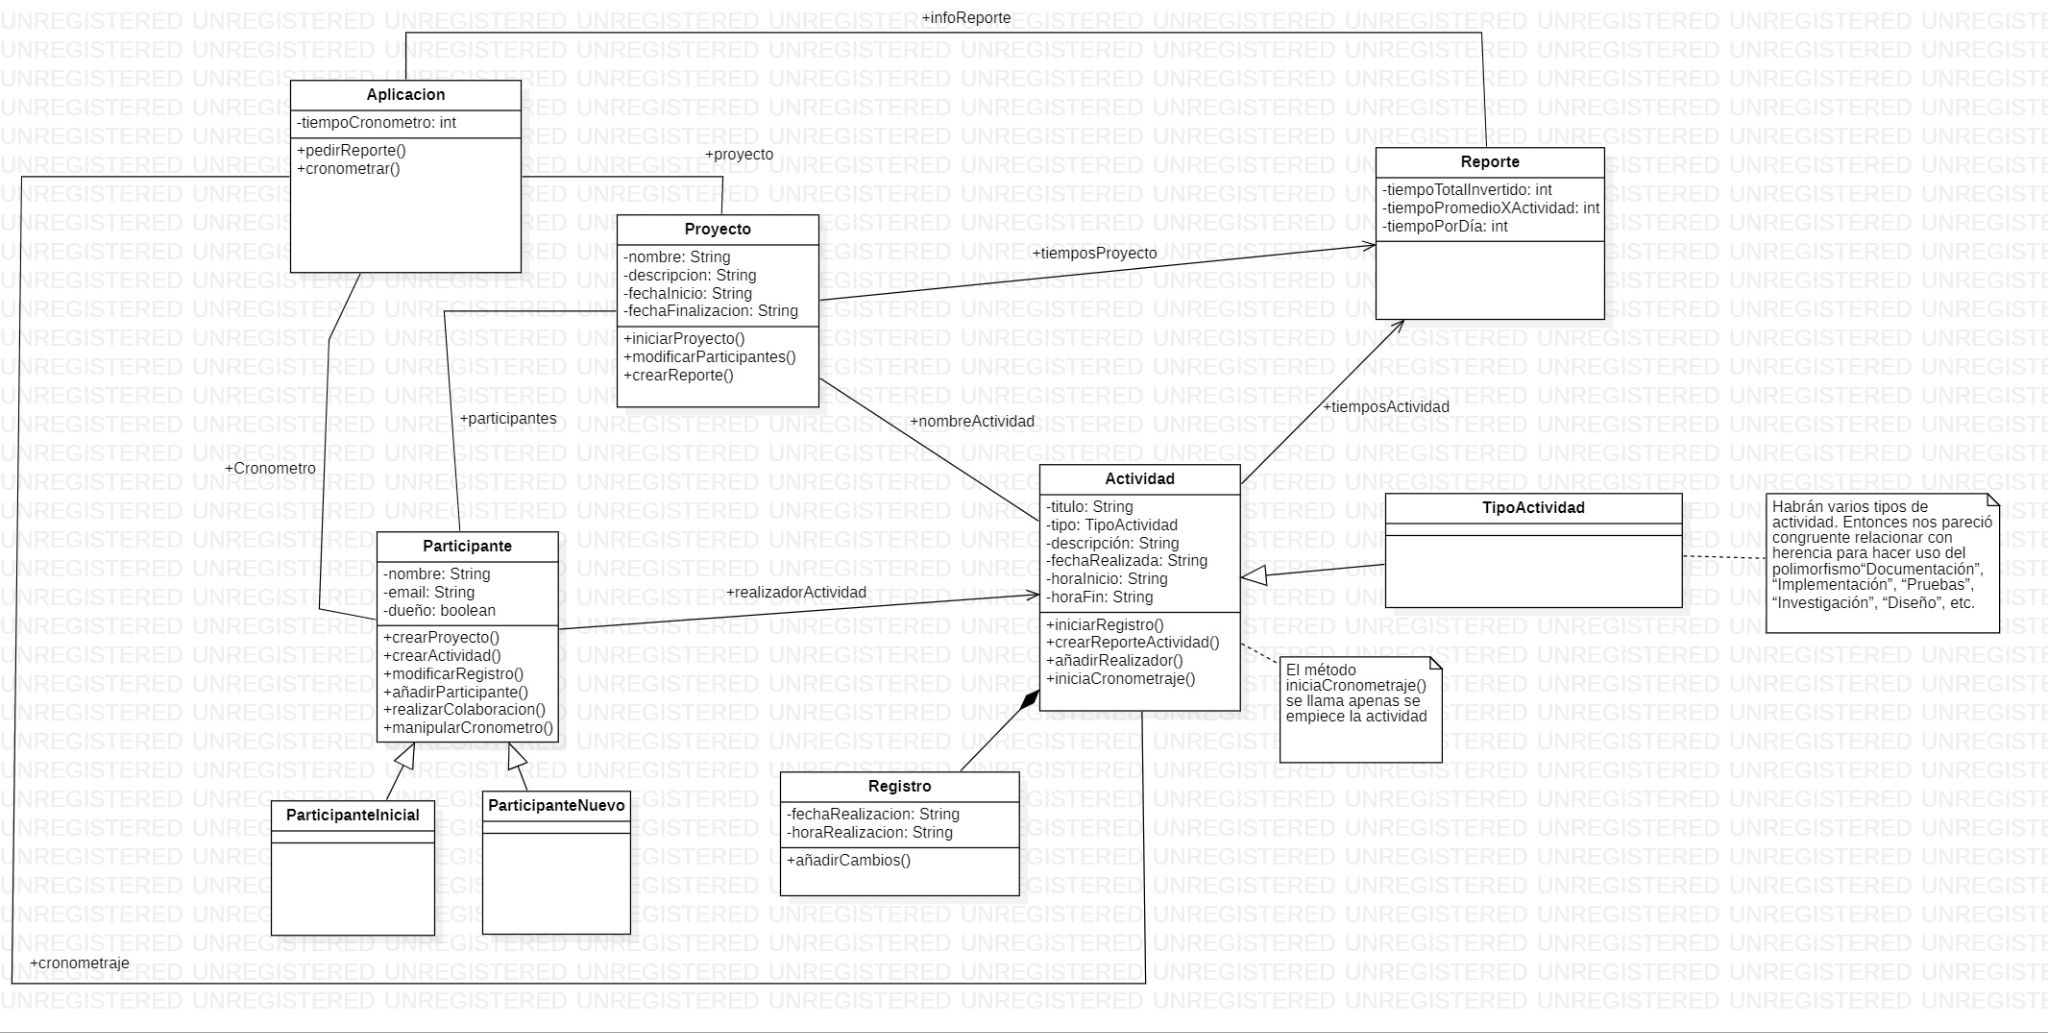 +infoReporte
Aplicacion
-tiempoCronometro: int
+pedirReporte()
+cronometrar()
+proyecto
Reporte
-tiempoTotalInvertido: int
-tiempoPromedioXActividad: int
-tiempoPorDía: int
Proyecto
-nombre: String
-descripcion: String
-fechaInicio: String
-fechaFinalizacion: String
+iniciarProyecto()
+modificarParticipantes()
+crearReporte()
+tiemposProyecto
+participantes
+nombreActividad
+tiemposActividad
+Cronometro
Actividad
-titulo: String
-tipo: TipoActividad
-descripción: String
-fechaRealizada: String
-horaInicio: String
-horaFin: String
+iniciarRegistro()
+crearReporteActividad()
+añadirRealizador()
+iniciaCronometraje()
TipoActividad
Habrán varios tipos de
actividad. Entonces nos pareció
congruente relacionar con
herencia para hacer uso del
polimorfismo“Documentación”,
“Implementación”, “Pruebas”,
“Investigación”, “Diseño”, etc.
Participante
-nombre: String
-email: String
-dueño: boolean
+crearProyecto()
+crearActividad()
+modificarRegistro()
+añadirParticipante()
+realizarColaboracion()
+manipularCronometro()
+realizadorActividad
El método
iniciaCronometraje()
se llama apenas se
empiece la actividad
Registro
-fechaRealizacion: String
-horaRealizacion: String
+añadirCambios()
ParticipanteInicial
ParticipanteNuevo
+cronometraje
UNREGISTERED